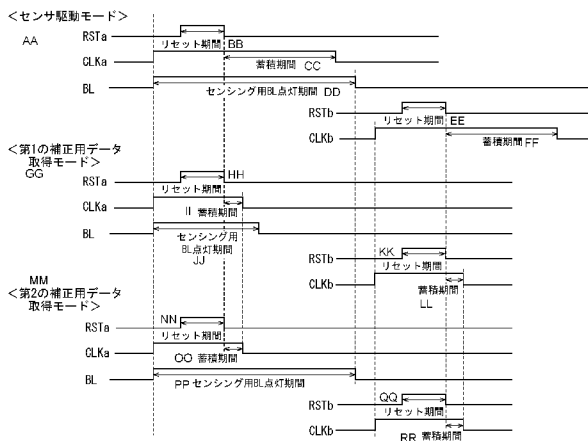 <センサ駆動モード>
AA
RSTa
リセット期間 BB
CLKa
蓄積期間 CC
BL
センシング用BL点灯期間 DD
RSTb
リセット期間 EE
CLKb
蓄積期間 FF
<第1の補正用データ
取得モード>
GG
RSTa
HH
リセット期間
CLKa
II 蓄積期間
BL
センシング用
BL点灯期間
JJ
RSTb
KK
リセット期間
CLKb
蓄積期間
LL
MM
<第2の補正用データ
取得モード>
RSTa
NN
リセット期間
CLKa
OO 蓄積期間
BL
PP センシング用BL点灯期間
RSTb
QQ
リセット期間
CLKb
RR 蓄積期間